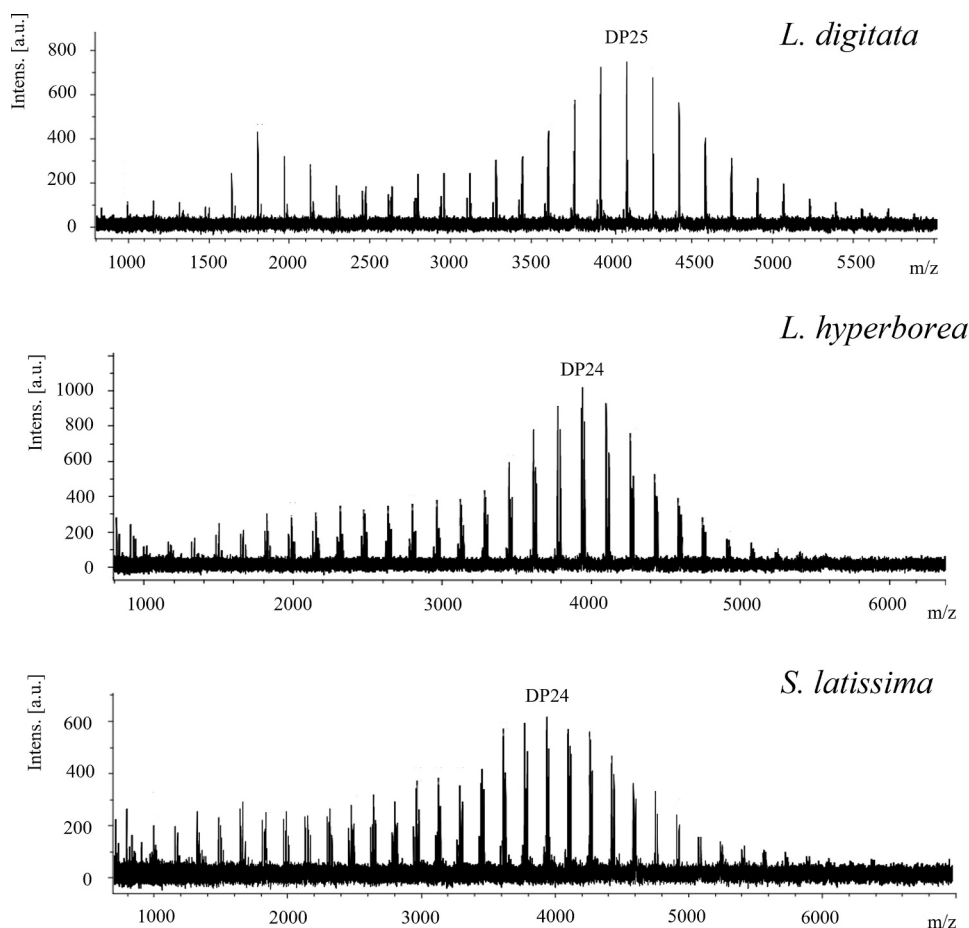 L. digitata
DP25
Intens. [a.u.]
800
600
400
200
0
1000 1500 2000 2500 3000 3500 4000 4500 5000 5500
m/z
L. hyperborea
DP24
Intens. [a.u.]
1000
800
600
400
200
0
1000 2000 3000 4000 5000 6000
m/z
S. latissima
DP24
Intens. [a.u.]
600
400
200
0
1000 2000 3000 4000 5000 6000
m/z